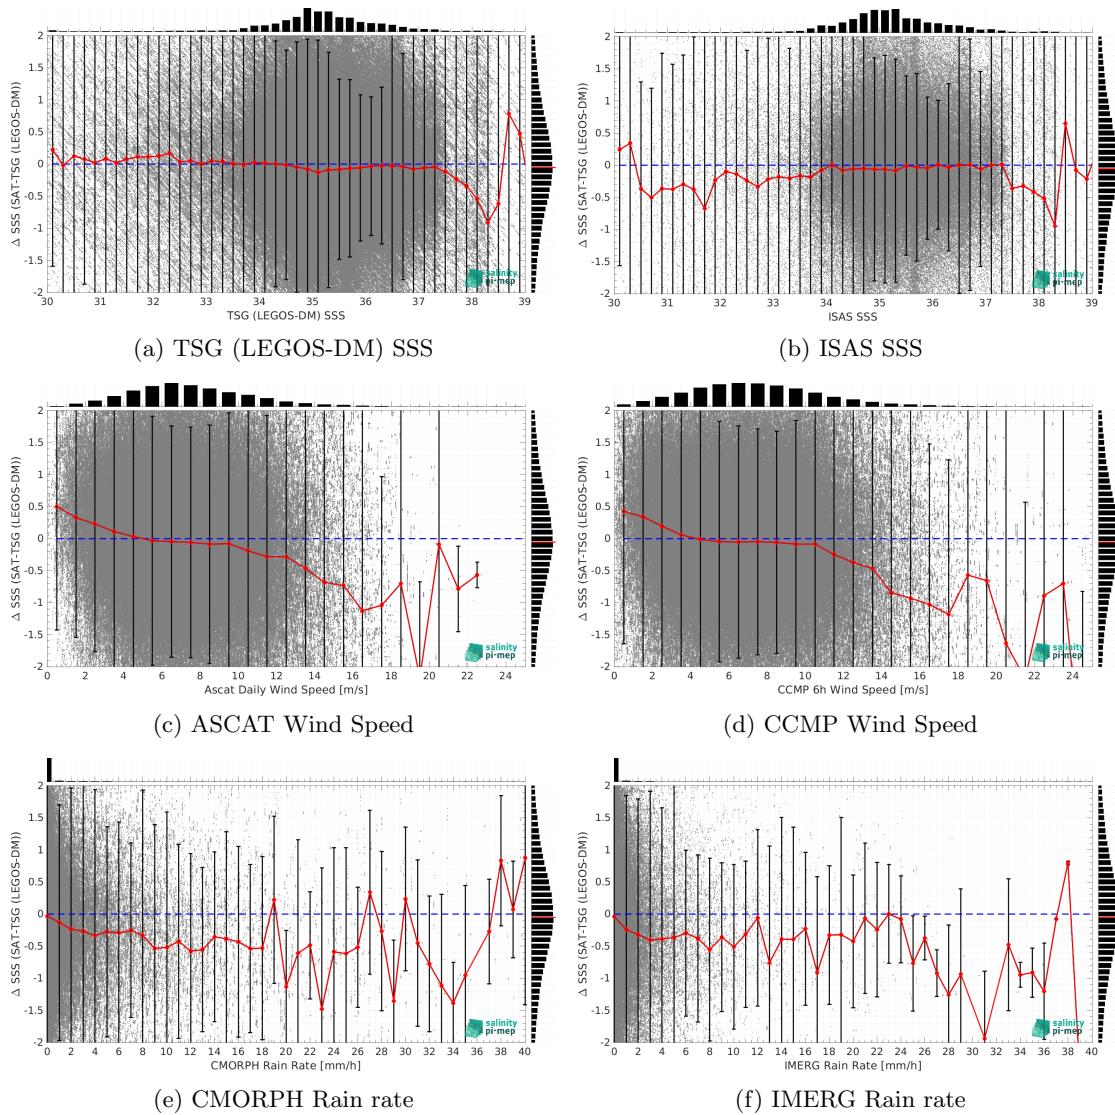 2
1.5
1
0.5
0
-0.5
-1
-1.5
-2
Δ SSS (SAT-TSG (LEGOS-DM))
30 31 32 33 34 35 36 37 38 39
TSG (LEGOS-DM) SSS
salinity
pi-mep
(a) TSG (LEGOS-DM) SSS
2
1.5
1
0.5
0
-0.5
-1
-1.5
-2
Δ SSS (SAT-TSG (LEGOS-DM))
30 31 32 33 34 35 36 37 38 39
ISAS SSS
salinity
pi-mep
(b) ISAS SSS
2
1.5
1
0.5
0
-0.5
-1
-1.5
-2
Δ SSS (SAT-TSG (LEGOS-DM))
0 2 4 6 8 10 12 14 16 18 20 22 24
Ascat Daily Wind Speed [m/s]
salinity
pi-mep
(c) ASCAT Wind Speed
2
1.5
1
0.5
0
-0.5
-1
-1.5
-2
Δ SSS (SAT-TSG (LEGOS-DM))
0 2 4 6 8 10 12 14 16 18 20 22 24
CCMP 6h Wind Speed [m/s]
salinity
pi-mep
(d) CCMP Wind Speed
2
1.5
1
0.5
0
-0.5
-1
-1.5
-2
Δ SSS (SAT-TSG (LEGOS-DM))
0 2 4 6 8 10 12 14 16 18 20 22 24 26 28 30 32 34 36 38 40
CMORPH Rain Rate [mm/h]
salinity
pi-mep
(e) CMORPH Rain rate
2
1.5
1
0.5
0
-0.5
-1
-1.5
-2
Δ SSS (SAT-TSG (LEGOS-DM))
0 2 4 6 8 10 12 14 16 18 20 22 24 26 28 30 32 34 36 38 40
IMERG Rain Rate [mm/h]
salinity
pi-mep
(f) IMERG Rain rate